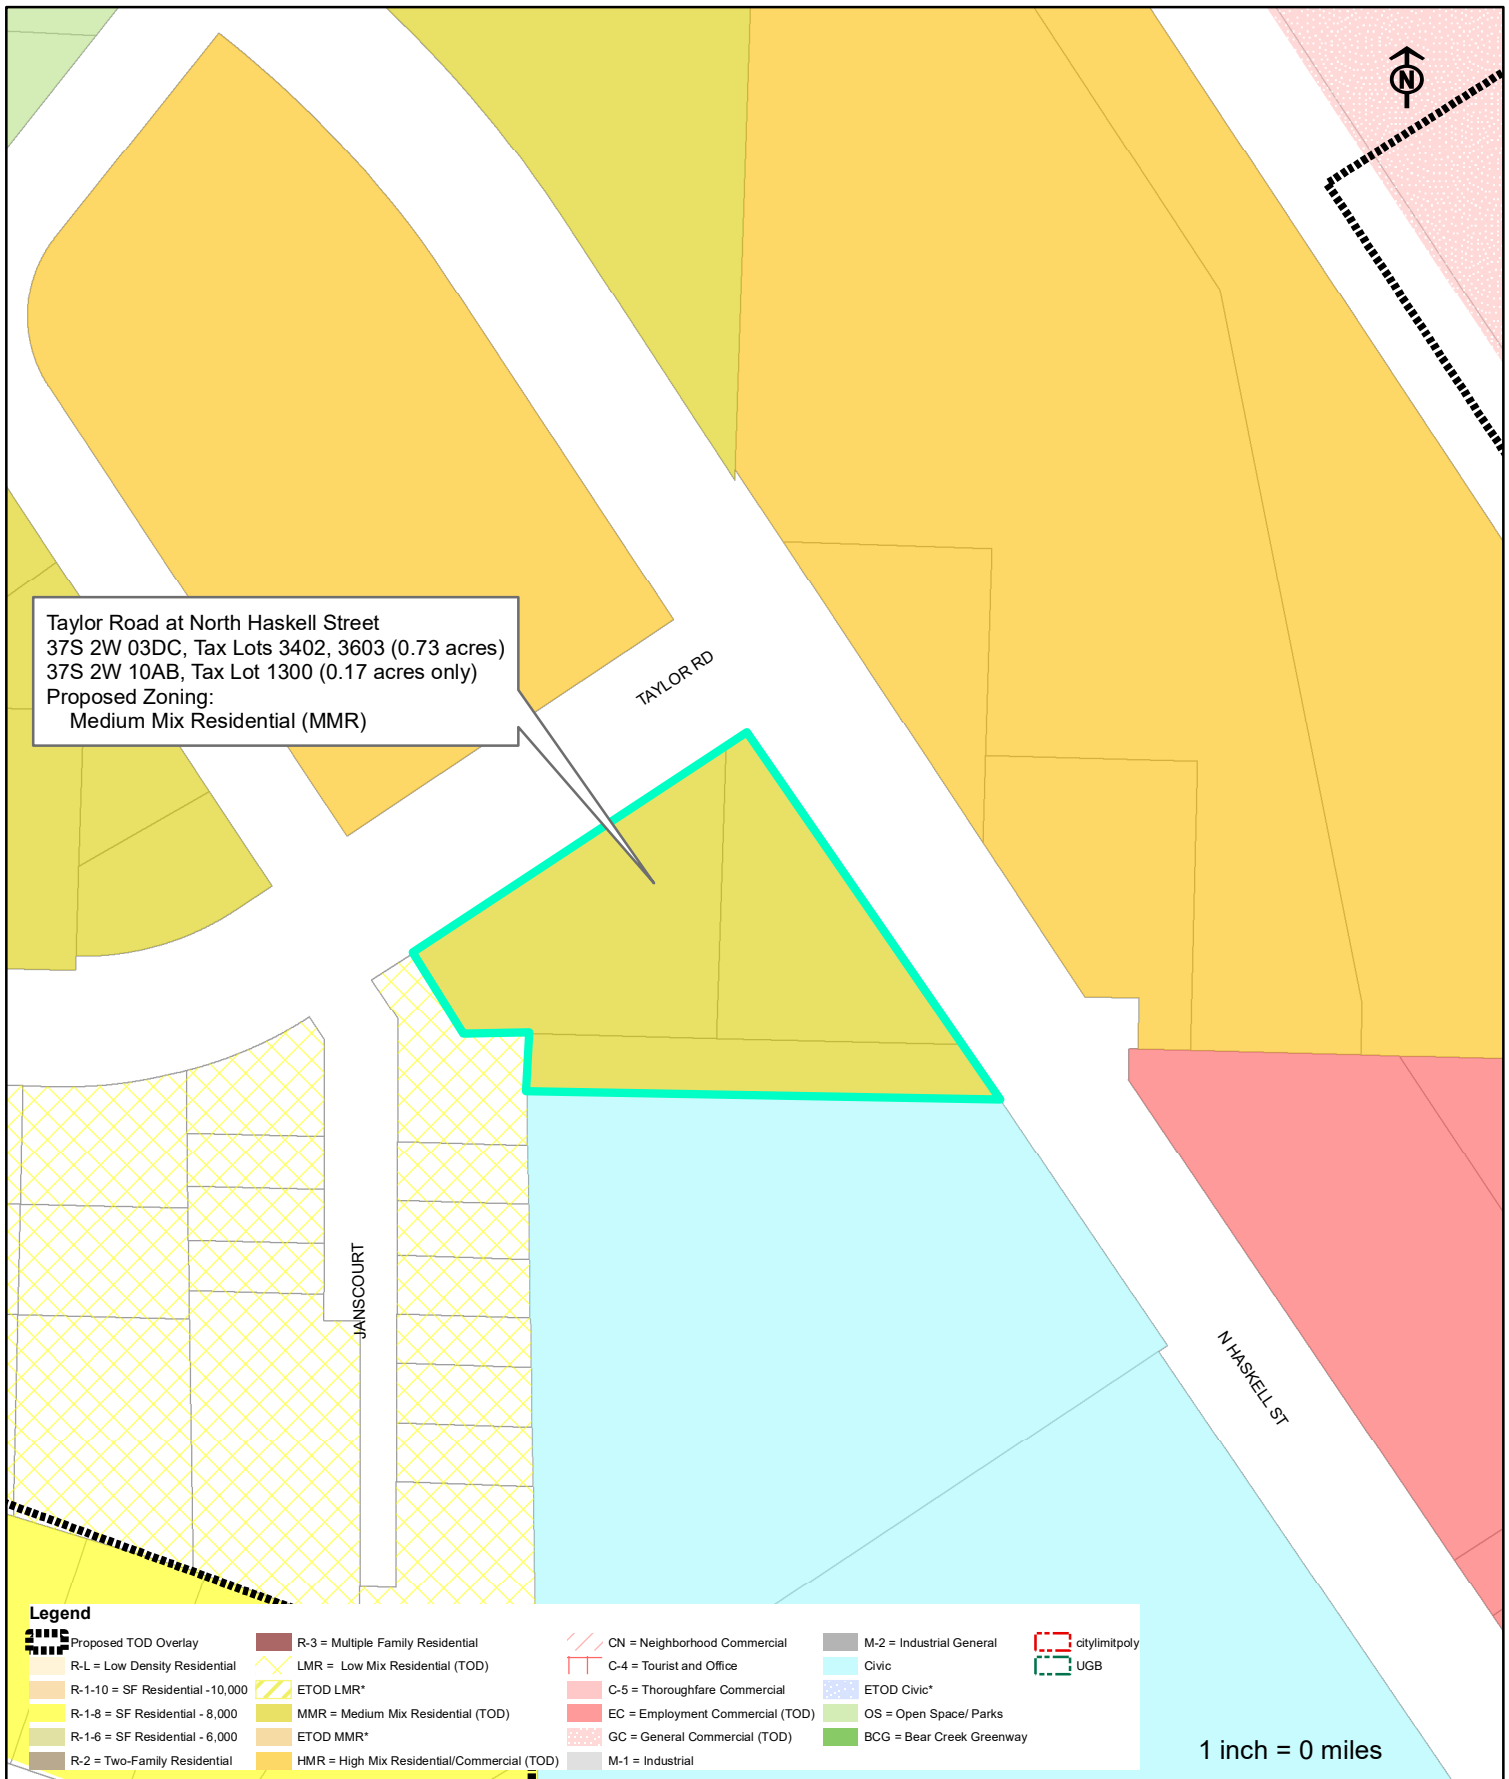 N
Taylor Road at North Haskell Street
37S 2W 03DC, Tax Lots 3402, 3603 (0.73 acres)
37S 2W 10AB, Tax Lot 1300 (0.17 acres only)
Proposed Zoning:
Medium Mix Residential (MMR)
TAYLOR RD
JANSCOURT
N HASKELL ST
Legend
Proposed TOD Overlay
R-L = Low Density Residential
R-1-10 = SF Residential -10,000
R-1-8 = SF Residential - 8,000
R-1-6 = SF Residential - 6,000
R-2 = Two-Family Residential
R-3 = Multiple Family Residential
LMR = Low Mix Residential (TOD)
ETOD LMR*
MMR = Medium Mix Residential (TOD)
ETOD MMR*
HMR = High Mix Residential/Commercial (TOD)
CN = Neighborhood Commercial
C-4 = Tourist and Office
C-5 = Thoroughfare Commercial
EC = Employment Commercial (TOD)
GC = General Commercial (TOD)
M-1 = Industrial
M-2 = Industrial General
Civic
ETOD Civic*
OS = Open Space/ Parks
BCG = Bear Creek Greenway
citylimitpoly
UGB
1 inch = 0 miles